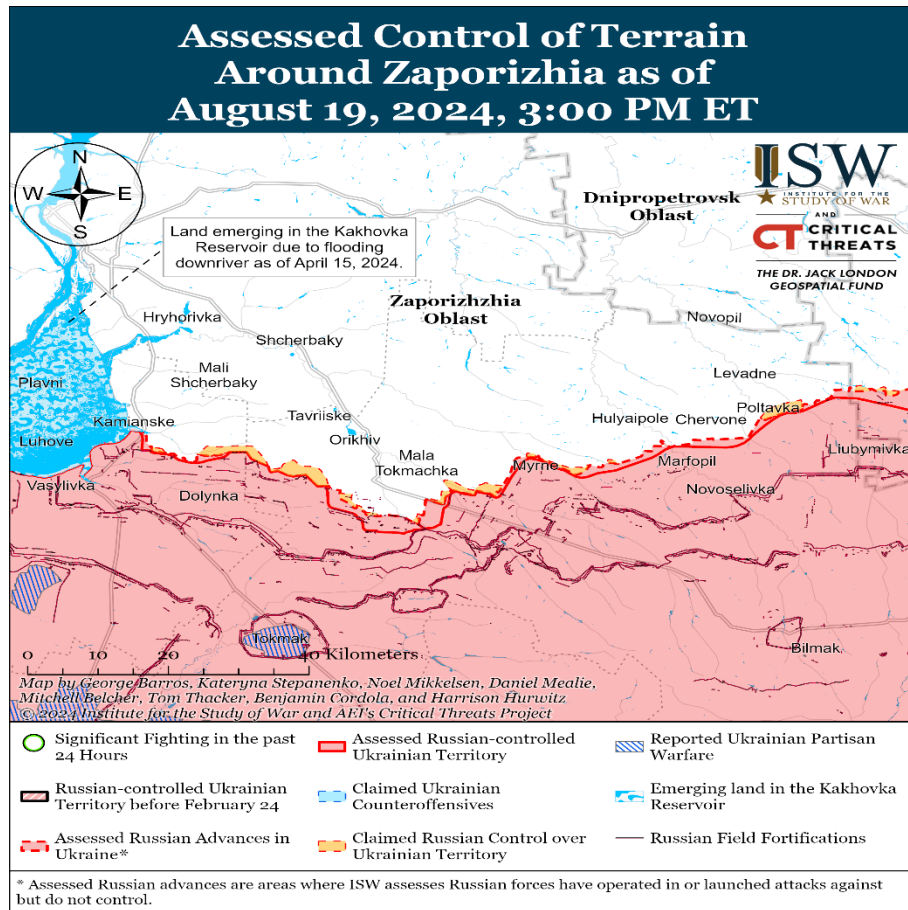 Assessed Control of Terrain
Around Zaporizhia as of
August 19, 2024, 3:00 PM ET
N
W E
S
Land emerging in the Kakhovka
Reservoir due to flooding
downriver as of April 15, 2024.
ISW
INSTITUTE FOR THE
STUDY OF WAR
AND
CT CRITICAL
THREATS
THE DR. JACK LONDON
GEOSPATIAL FUND
Dnipropetrovsk
Oblast
Zaporizhzhia
Oblast
Hryhorivka
Novopil
Shcherbaky
Mali
Shcherbaky
Levadne
Plavni
Tavriiske
Poltavka
Kamianske
Hulyaipole
Chervone
Luhove
Orikhiv
Liubymivka
Mala
Tokmachka
Myrne
Marfopil
Vasylivka
Dolynka
Novoselivka
Tokmak
Bilmak
0 10 20 40 Kilometers
Map by George Barros, Kateryna Stepanenko, Noel Mikkelsen, Daniel Mealie,
Mitchell Belcher, Tom Thacker, Benjamin Cordola, and Harrison Hurwitz
© 2024 Institute for the Study of War and AEI's Critical Threats Project
Significant Fighting in the past
24 Hours
Russian-controlled Ukrainian
Territory before February 24
Assessed Russian Advances in
Ukraine*
Assessed Russian-controlled
Ukrainian Territory
Claimed Ukrainian
Counteroffensives
Claimed Russian Control over
Ukrainian Territory
Reported Ukrainian Partisan
Warfare
Emerging land in the Kakhovka
Reservoir
Russian Field Fortifications
* Assessed Russian advances are areas where ISW assesses Russian forces have operated in or launched attacks against
but do not control.